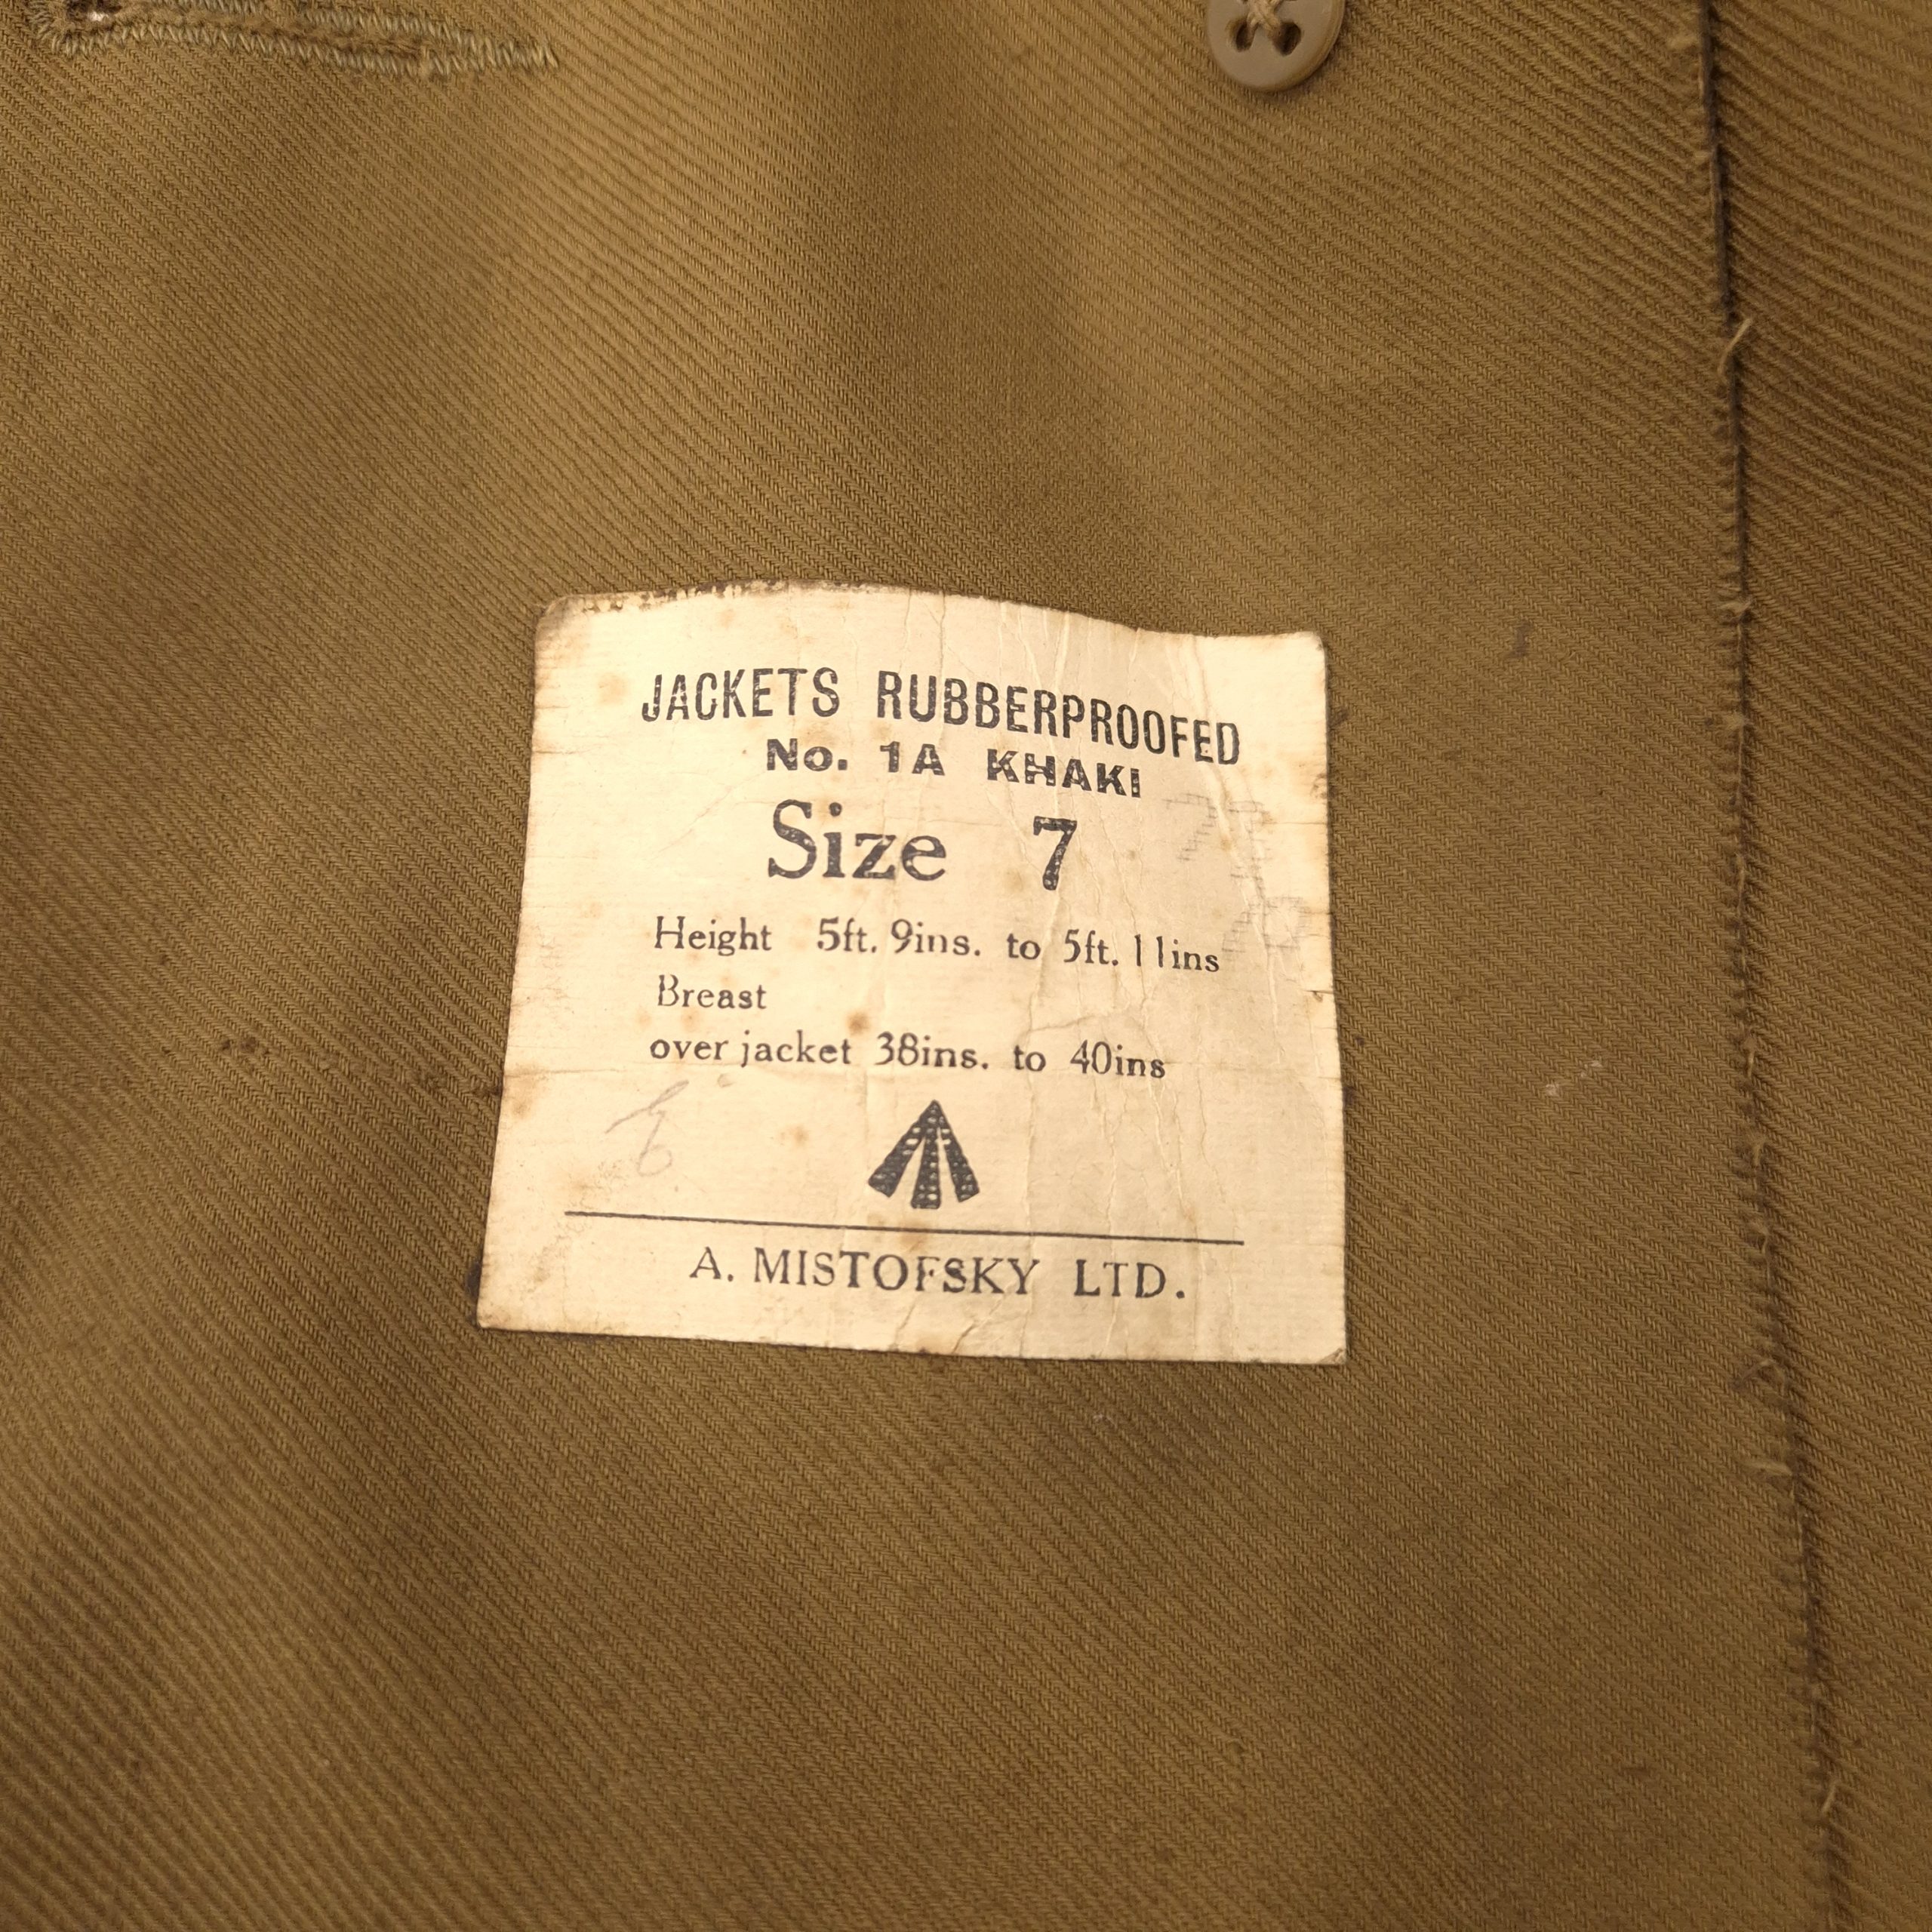 JACKETS RUBBERPROOFED
No. 1A KHAKI
Size 7
Height 5ft. 9ins. to 5ft. 11ins
Breast
over jacket 38ins. to 40ins
A. MISTOFSKY LTD.